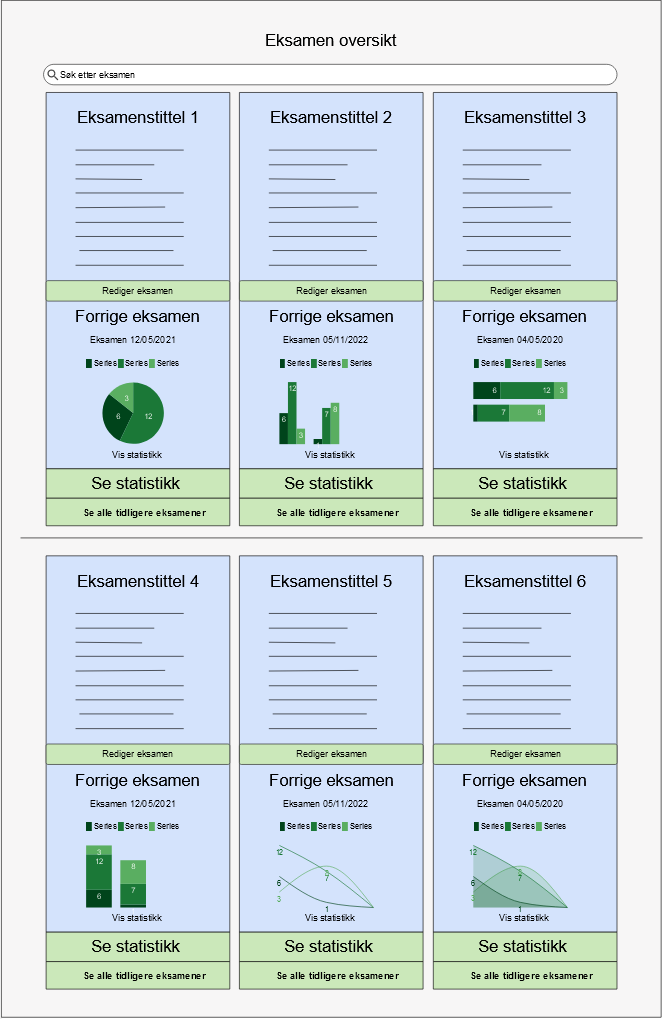 Eksamen oversikt
Søk etter eksamen
Eksamenstittel 1
Eksamenstittel 2
Eksamenstittel 3
Rediger eksamen
Rediger eksamen
Rediger eksamen
Forrige eksamen
Forrige eksamen
Forrige eksamen
Eksamen 12/05/2021
Eksamen 05/11/2022
Eksamen 04/05/2020
Series Series Series
Series Series Series
Series Series Series
3
6
12
6
12
3
7
8
6
12
3
7
8
Vis statistikk
Vis statistikk
Vis statistikk
Se statistikk
Se statistikk
Se statistikk
Se alle tidligere eksamener
Se alle tidligere eksamener
Se alle tidligere eksamener
Eksamenstittel 4
Eksamenstittel 5
Eksamenstittel 6
Rediger eksamen
Rediger eksamen
Rediger eksamen
Forrige eksamen
Forrige eksamen
Forrige eksamen
Eksamen 12/05/2021
Eksamen 05/11/2022
Eksamen 04/05/2020
Series Series Series
Series Series Series
Series Series Series
3
12
6
8
7
12
6
3
8
7
1
12
6
3
8
7
1
Vis statistikk
Vis statistikk
Vis statistikk
Se statistikk
Se statistikk
Se statistikk
Se alle tidligere eksamener
Se alle tidligere eksamener
Se alle tidligere eksamener